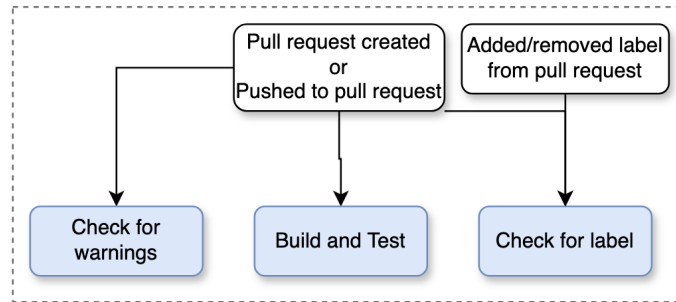 Pull request created
or
Pushed to pull request
Added/removed label
from pull request
Check for
warnings
Build and Test
Check for label